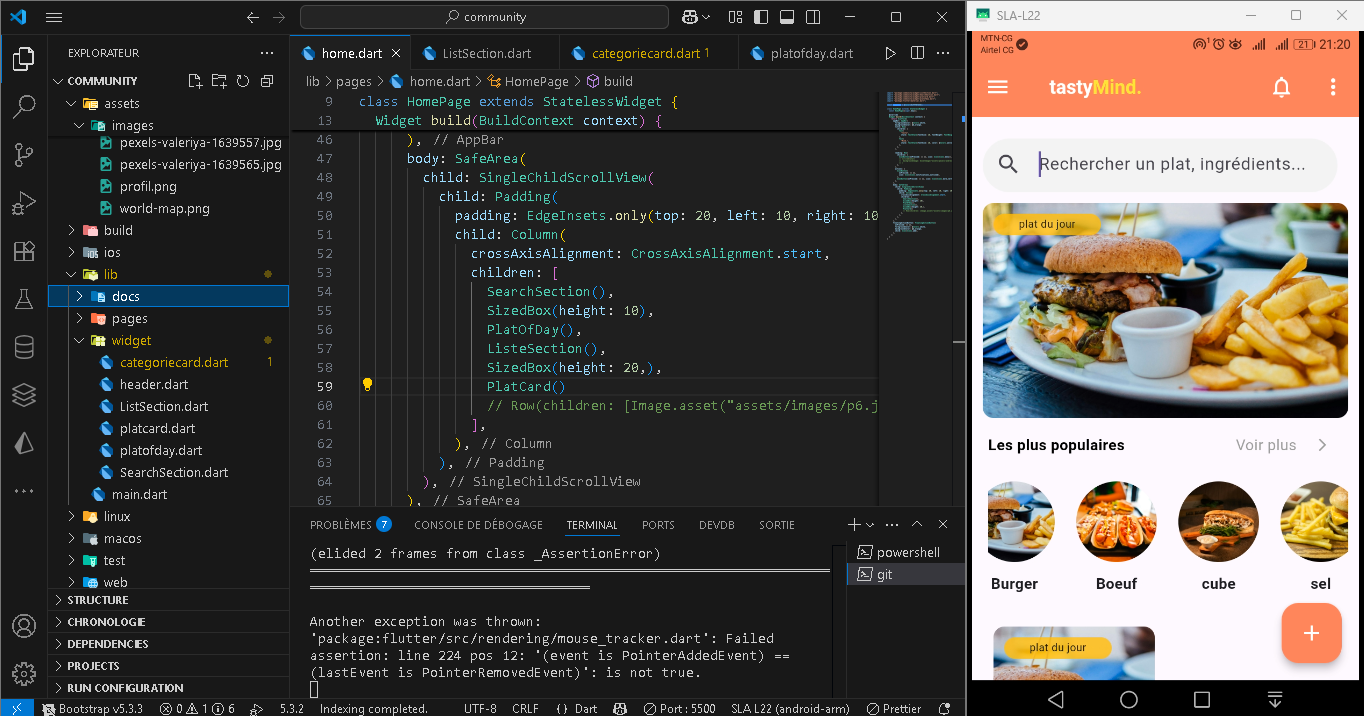 community
SLA-L22
EXPLORATEUR
COMMUNITY
assets
images
pexels-valeriya-1639557.jpg
pexels-valeriya-1639565.jpg
profil.png
world-map.png
build
ios
lib
docs
pages
widget
categoriecard.dart 1
header.dart
ListSection.dart
platcard.dart
platofday.dart
SearchSection.dart
main.dart
linux
macos
test
web
STRUCTURE
CHRONOLOGIE
DEPENDENCIES
PROJECTS
RUN CONFIGURATION
home.dart
ListSection.dart
categoriecard.dart 1
platofday.dart
lib > pages > home.dart > HomePage > build
9 class HomePage extends StatelessWidget {
13 Widget build(BuildContext context) {
46 ), // AppBar
47 body: SafeArea(
48 child: SingleChildScrollView(
49 child: Padding(
50 padding: EdgeInsets.only(top: 20, left: 10, right: 10
51 child: Column(
52 crossAxisAlignment: CrossAxisAlignment.start,
53 children: [
54 SearchSection(),
55 SizedBox(height: 10),
56 PlatOfDay(),
57 ListeSection(),
58 SizedBox(height: 20,),
59 PlatCard()
60 // Row(children: [Image.asset("assets/images/p6.j
61 ],
62 ), // Column
63 ), // Padding
64 ), // SingleChildScrollView
65 ), // SafeArea
PROBLÈMES 7
CONSOLE DE DÉBOGAGE
TERMINAL
PORTS
DEVDB
SORTIE
(elided 2 frames from class _AssertionError)
Another exception was thrown:
'package:flutter/src/rendering/mouse_tracker.dart': Failed
assertion: line 224 pos 12: '(event is PointerAddedEvent) ==
(lastEvent is PointerRemovedEvent)': is not true.
powershell
git
Bootstrap v5.3.3
0 1 6
5.3.2
Indexing completed.
UTF-8
CRLF
{ } Dart
Port : 5500
SLA L22 (android-arm)
Prettier
MTN-CG
Airtel CG
21
21:20
tastyMind.
Rechercher un plat, ingrédients...
plat du jour
Les plus populaires
Voir plus
Burger
Boeuf
cube
sel
plat du jour
+